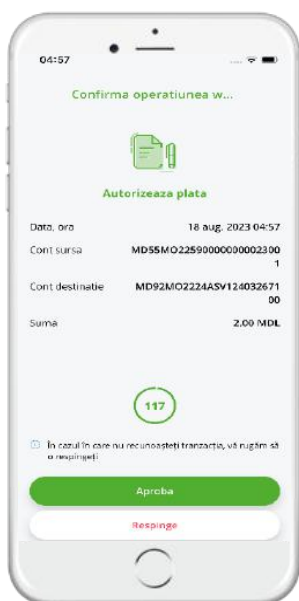 04:57
Confirma operatiunea w...
Autorizeaza plata
Data, ora 18 aug. 2023 04:57
Cont sursa MD55MO22590000000002300
1
Cont destinatie MD92MO2224ASV124032671
00
Suma 2.00 MDL
117
În cazul în care nu recunoașteți tranzacția, vă rugăm să
o respingeți
Aproba
Respinge